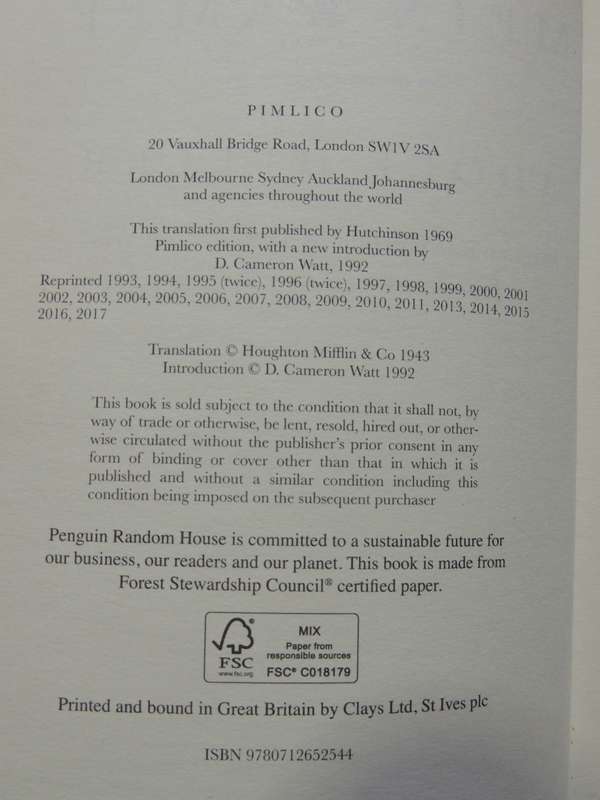 PIMLICO
20 Vauxhall Bridge Road, London SW1V 2SA
London Melbourne Sydney Auckland Johannesburg
and agencies throughout the world
This translation first published by Hutchinson 1969
Pimlico edition, with a new introduction by
D. Cameron Watt, 1992
Reprinted 1993, 1994, 1995 (twice), 1996 (twice), 1997, 1998, 1999, 2000, 2001
2002, 2003, 2004, 2005, 2006, 2007, 2008, 2009, 2010, 2011, 2013, 2014, 2015
2016, 2017
Translation © Houghton Mifflin & Co 1943
Introduction © D. Cameron Watt 1992
This book is sold subject to the condition that it shall not, by
way of trade or otherwise, be lent, resold, hired out, or other-
wise circulated without the publisher's prior consent in any
form of binding or cover other than that in which it is
published and without a similar condition including this
condition being imposed on the subsequent purchaser
Penguin Random House is committed to a sustainable future for
our business, our readers and our planet. This book is made from
Forest Stewardship Council® certified paper.
FSC
www.fsc.org
MIX
Paper from
responsible sources
FSC® C018179
Printed and bound in Great Britain by Clays Ltd, St Ives plc
ISBN 9780712652544